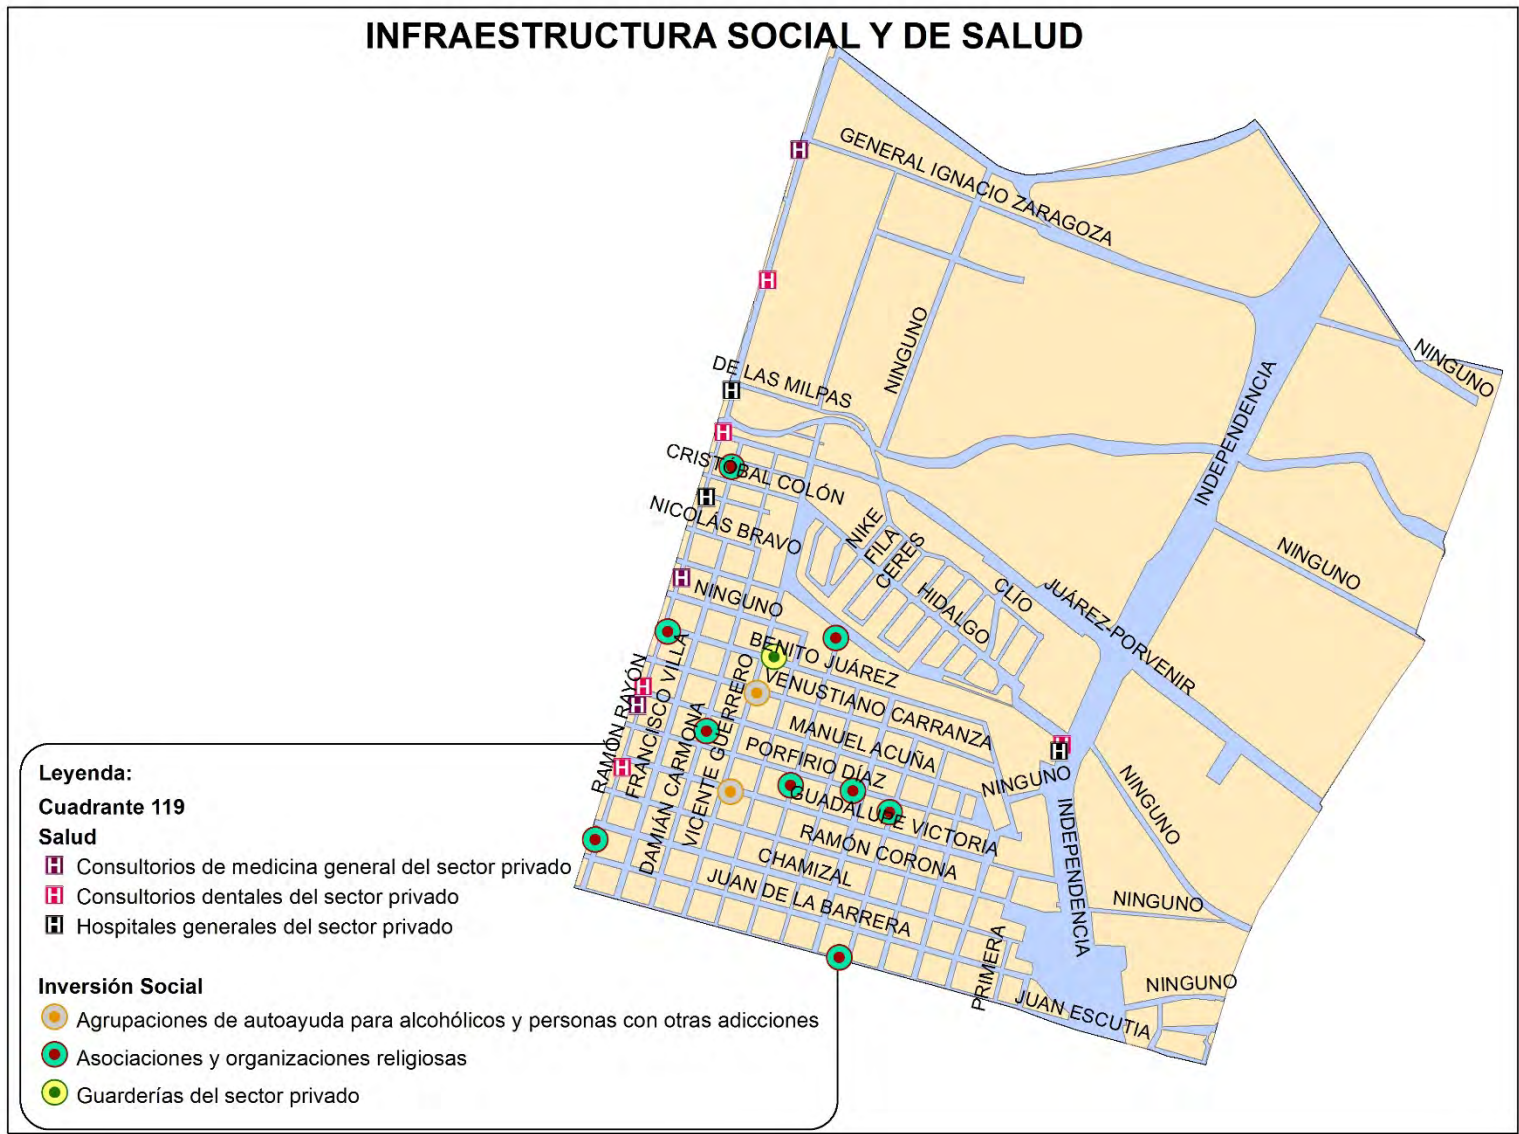 INFRAESTRUCTURA SOCIAL Y DE SALUD
GENERAL IGNACIO ZARAGOZA
NINGUNO
NINGUNO
DE LAS MILPAS
INDEPENDENCIA
CRISTÓBAL COLÓN
NICOLÁS BRAVO
NIKE
FILA
CERES
NINGUNO
HIDALGO
CLÍO
JUÁREZ-PORVENIR
NINGUNO
BENITO JUÁREZ
VENUSTIANO CARRANZA
MANUEL ACUÑA
PORFIRIO DÍAZ
GUADALUPE VICTORIA
RAMÓN CORONA
CHAMIZAL
JUAN DE LA BARRERA
RAMÓN RAYÓN
FRANCISCO VILLA
DAMIÁN CARMONA
VICENTE GUERRERO
NINGUNO
NINGUNO
INDEPENDENCIA
NINGUNO
PRIMERA
NINGUNO
JUAN ESCUTIA
H
H
H
H
H
H
H
H
H
H
H
Leyenda:
Cuadrante 119
Salud
H Consultorios de medicina general del sector privado
H Consultorios dentales del sector privado
H Hospitales generales del sector privado
Inversión Social
Agrupaciones de autoayuda para alcohólicos y personas con otras adicciones
Asociaciones y organizaciones religiosas
Guarderías del sector privado